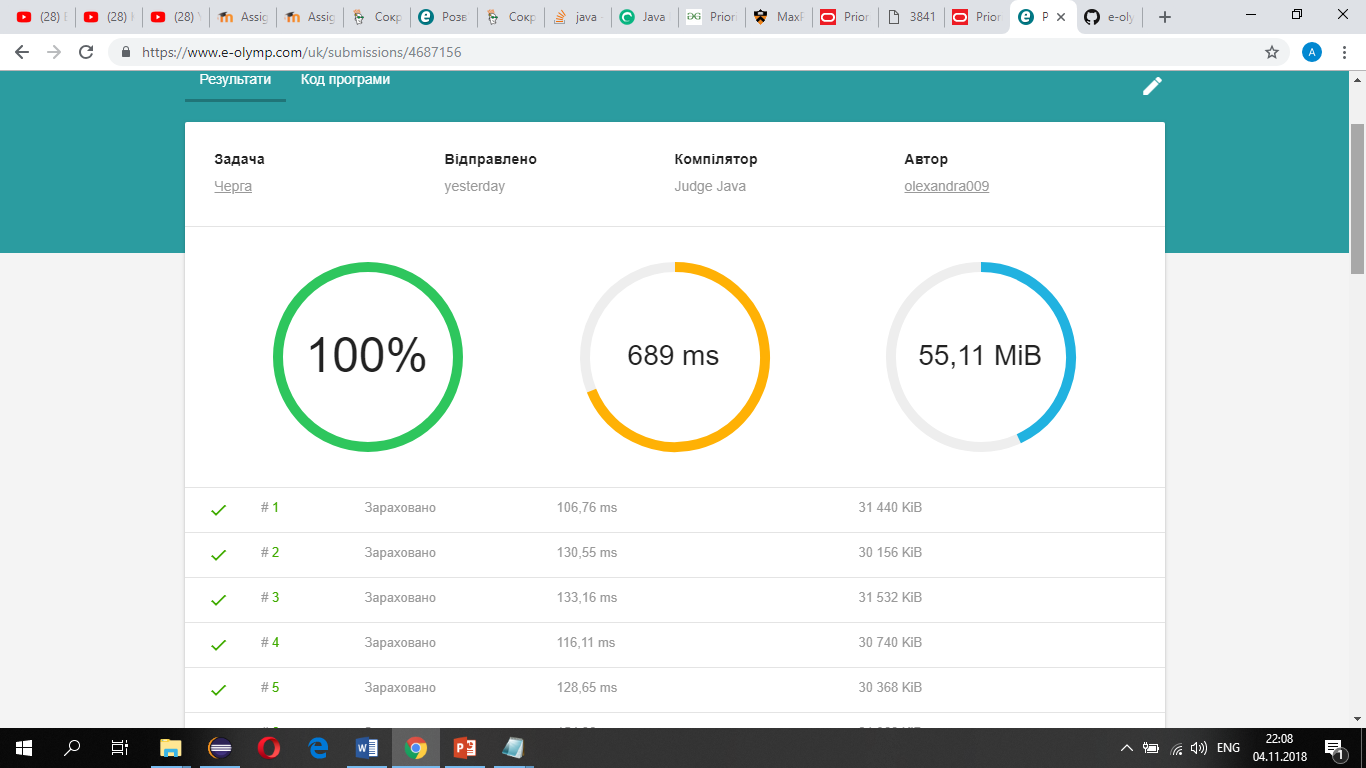 (28) (28) (28) Assig Assig Сокр Розв Сокр java Java Prior MaxP Prior 3841 Prior P e-oly
https://www.e-olymp.com/uk/submissions/4687156 A
Результати Код програми
Задача Відправлено Компілятор Автор
Черга yesterday Judge Java olexandra009
100% 689 ms 55,11 MiB
# 1 Зараховано 106,76 ms 31 440 KiB
# 2 Зараховано 130,55 ms 30 156 KiB
# 3 Зараховано 133,16 ms 31 532 KiB
# 4 Зараховано 116,11 ms 30 740 KiB
# 5 Зараховано 128,65 ms 30 368 KiB
ENG 22:08
04.11.2018 1